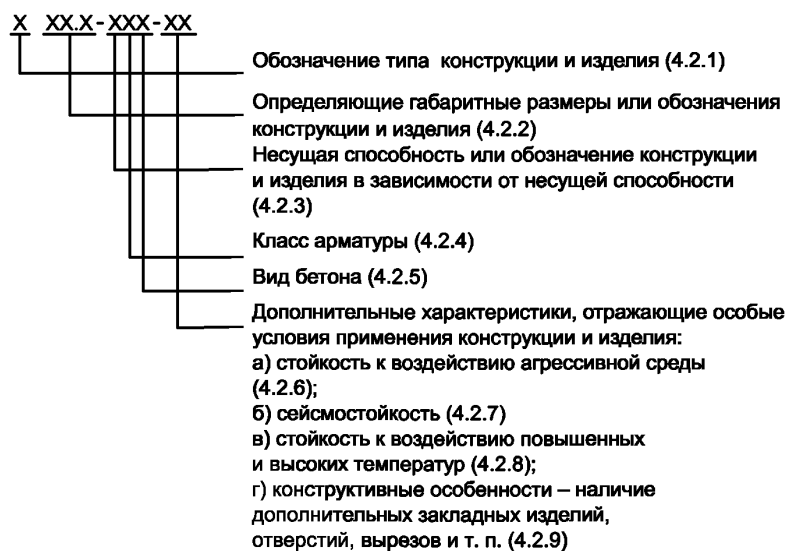 X XX.X-XXX-XX
Обозначение типа конструкции и изделия (4.2.1)
Определяющие габаритные размеры или обозначения
конструкции и изделия (4.2.2)
Несущая способность или обозначение конструкции
и изделия в зависимости от несущей способности
(4.2.3)
Класс арматуры (4.2.4)
Вид бетона (4.2.5)
Дополнительные характеристики, отражающие особые
условия применения конструкции и изделия:
а) стойкость к воздействию агрессивной среды
(4.2.6);
б) сейсмостойкость (4.2.7)
в) стойкость к воздействию повышенных
и высоких температур (4.2.8);
г) конструктивные особенности – наличие
дополнительных закладных изделий,
отверстий, вырезов и т. п. (4.2.9)